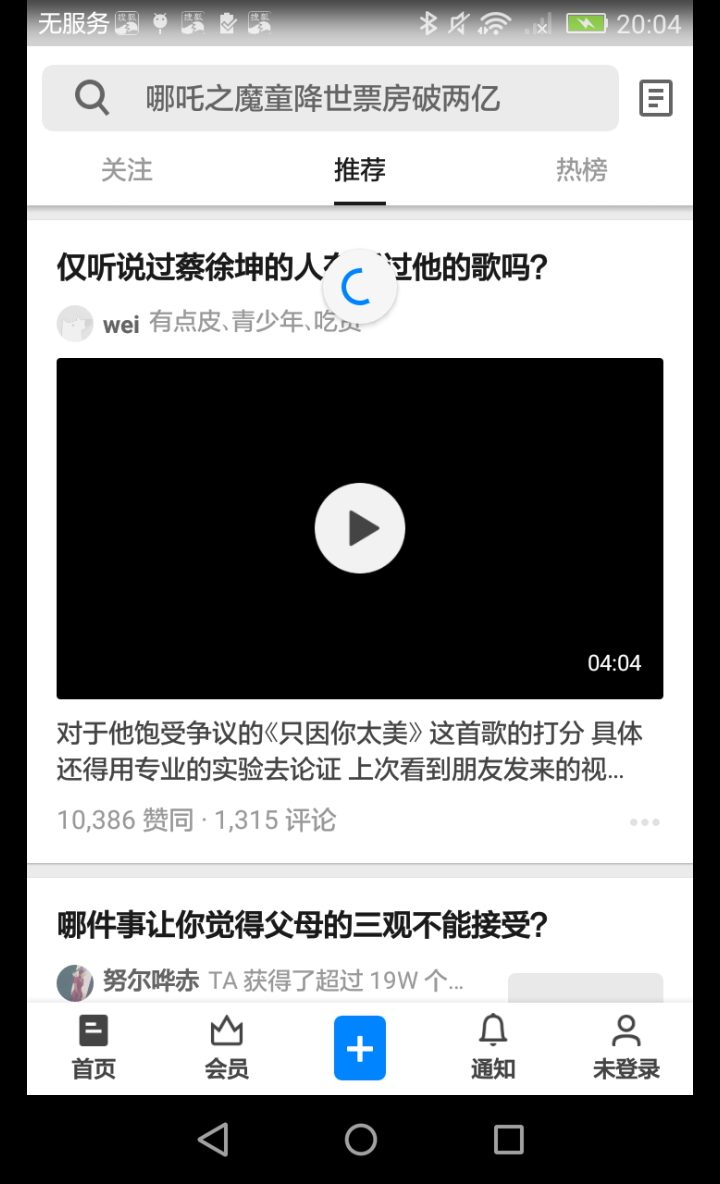 无服务 20:04
哪吒之魔童降世票房破两亿
关注 推荐 热榜
仅听说过蔡徐坤的人 过他的歌吗?
wei 有点皮、青少年、吃货
04:04
对于他饱受争议的《只因你太美》这首歌的打分 具体
还得用专业的实验去论证 上次看到朋友发来的视...
10,386 赞同 · 1,315 评论
哪件事让你觉得父母的三观不能接受?
努尔哗赤 TA 获得了超过 19W 个...
首页 会员 通知 未登录